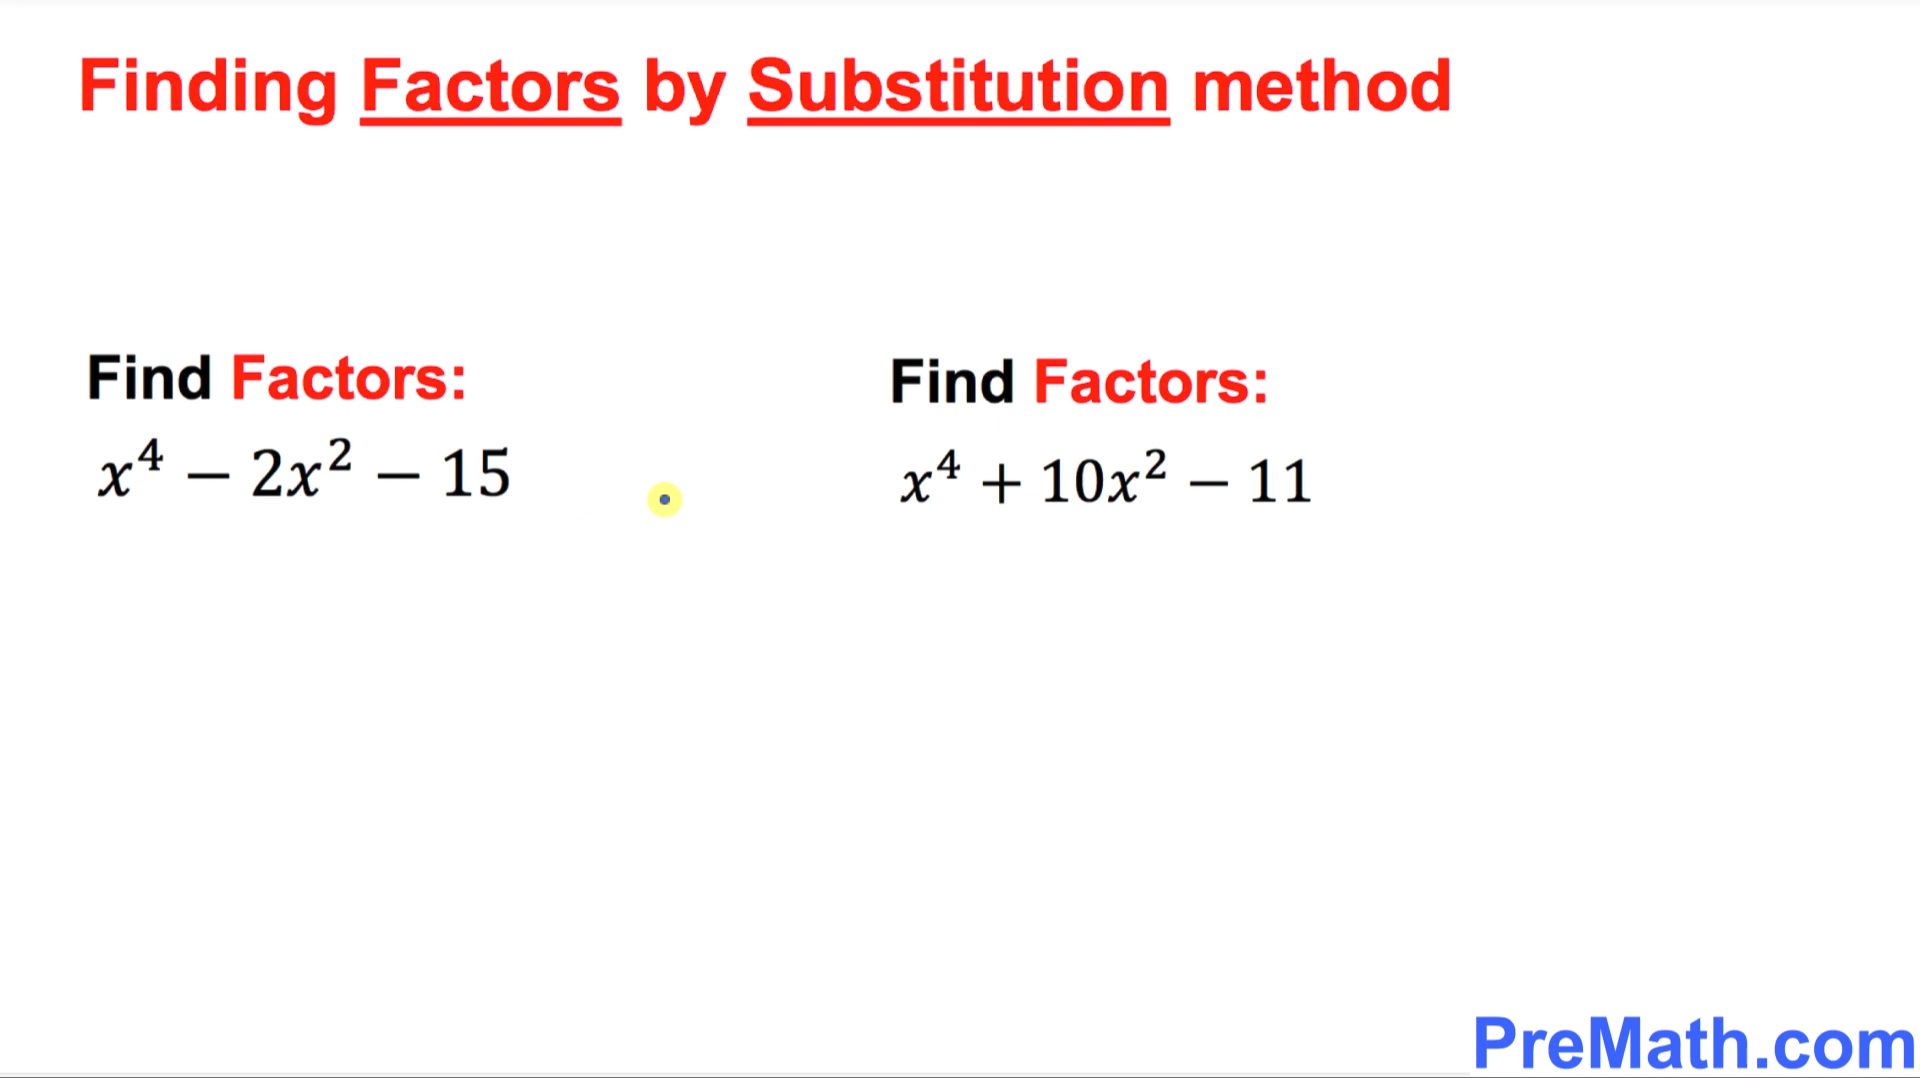 Finding Factors by Substitution method
Find Factors:
x⁴ − 2x² − 15
Find Factors:
x⁴ + 10x² − 11
PreMath.com